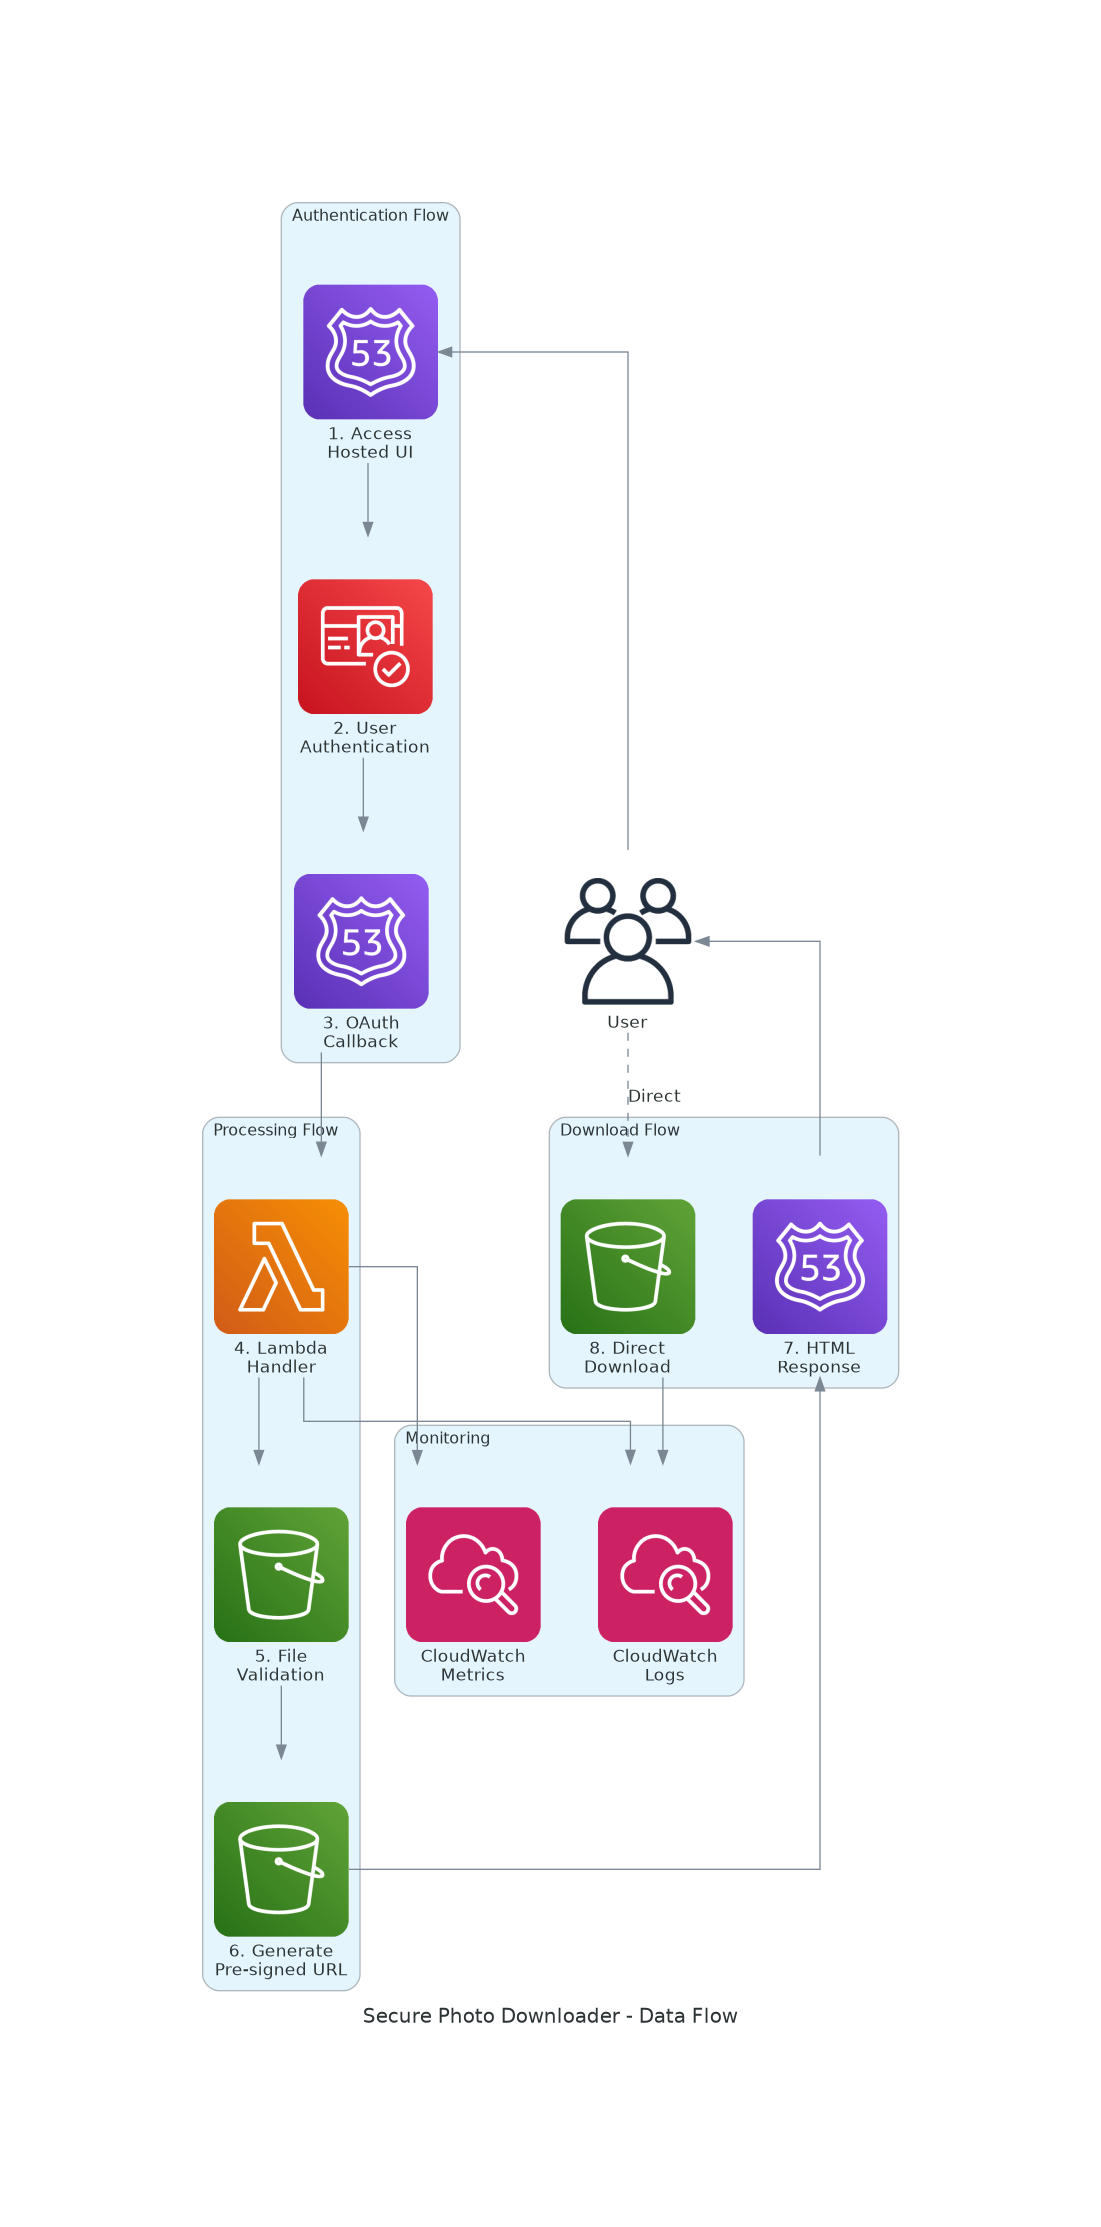 Authentication Flow
53
1. Access
Hosted UI
2. User
Authentication
53
3. OAuth
Callback
User
Direct
Processing Flow
4. Lambda
Handler
Download Flow
8. Direct
Download
53
7. HTML
Response
Monitoring
CloudWatch
Metrics
CloudWatch
Logs
5. File
Validation
6. Generate
Pre-signed URL
Secure Photo Downloader - Data Flow